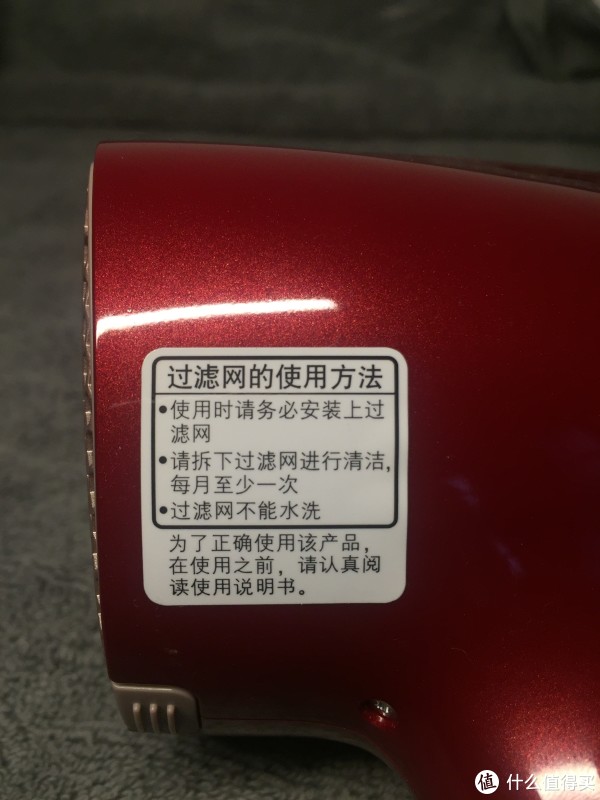 过滤网的使用方法
•使用时请务必安装上过
滤网
•请拆下过滤网进行清洁,
每月至少一次
•过滤网不能水洗
为了正确使用该产品，
在使用之前，请认真阅
读使用说明书。
值 什么值得买